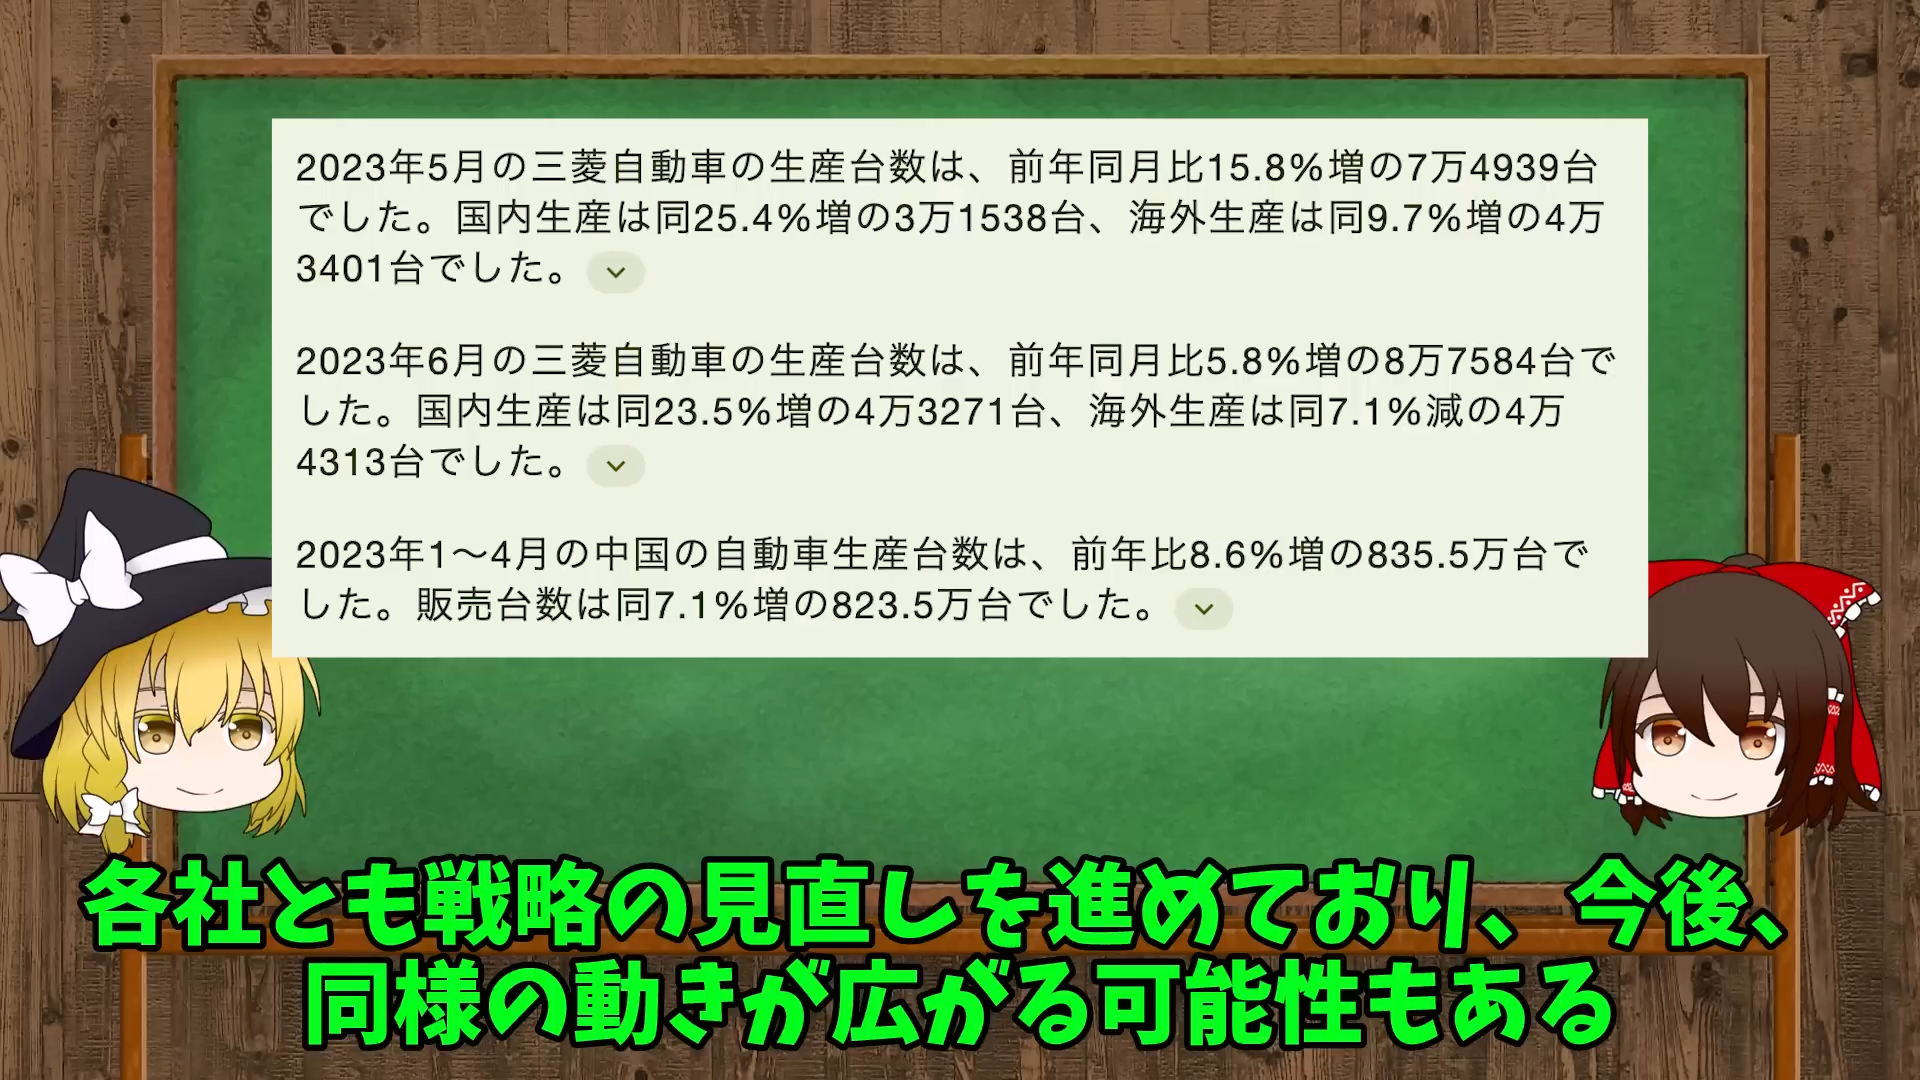 2023年5月の三菱自動車の生産台数は、前年同月比15.8%増の7万4939台
でした。国内生産は同25.4%増の3万1538台、海外生産は同9.7%増の4万
3401台でした。
2023年6月の三菱自動車の生産台数は、前年同月比5.8%増の8万7584台で
した。国内生産は同23.5%増の4万3271台、海外生産は同7.1%減の4万
4313台でした。
2023年1〜4月の中国の自動車生産台数は、前年比8.6%増の835.5万台で
した。販売台数は同7.1%増の823.5万台でした。
各社とも戦略の見直しを進めており、今後、
同様の動きが広がる可能性もある